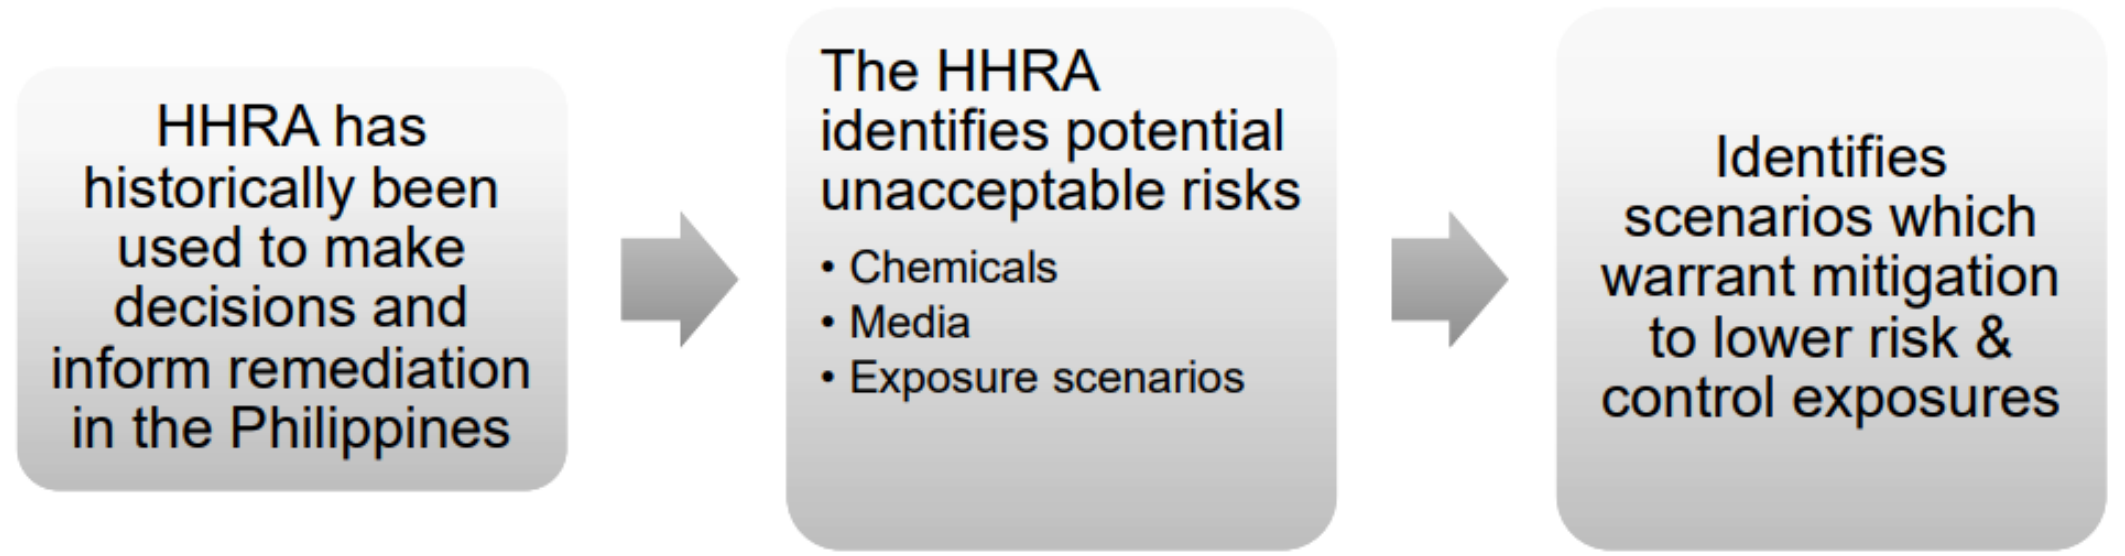 HHRA has
historically been
used to make
decisions and
inform remediation
in the Philippines
The HHRA
identifies potential
unacceptable risks
• Chemicals
• Media
• Exposure scenarios
Identifies
scenarios which
warrant mitigation
to lower risk &
control exposures